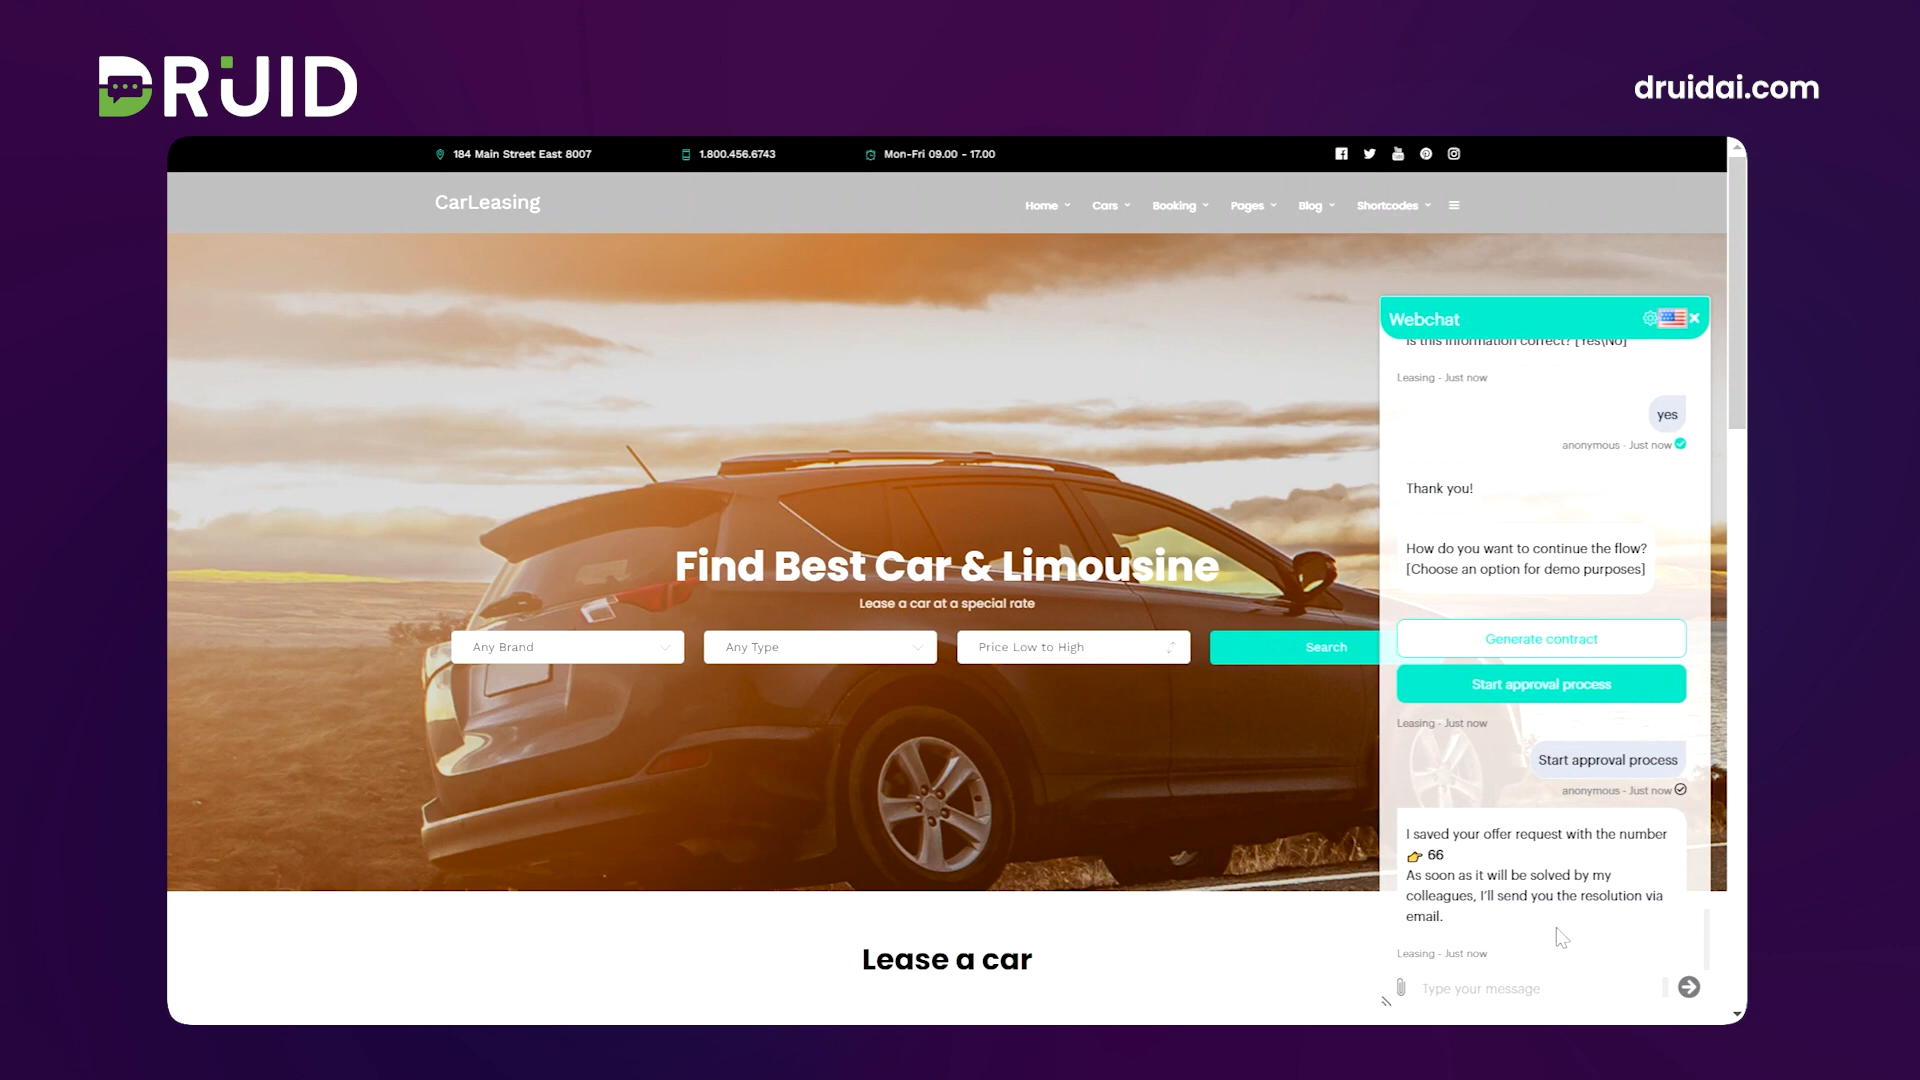 DRUID
druidai.com
184 Main Street East 8007
1.800.456.6743
Mon-Fri 09.00 - 17.00
CarLeasing
Home
Cars
Booking
Pages
Blog
Shortcodes
Find Best Car & Limousine
Lease a car at a special rate
Any Brand
Any Type
Price Low to High
Search
Lease a car
Webchat
Is this information correct? [Yes\No]
Leasing - Just now
yes
anonymous - Just now
Thank you!
How do you want to continue the flow?
[Choose an option for demo purposes]
Generate contract
Start approval process
Leasing - Just now
Start approval process
anonymous - Just now
I saved your offer request with the number
👉 66
As soon as it will be solved by my
colleagues, I'll send you the resolution via
email.
Leasing - Just now
Type your message